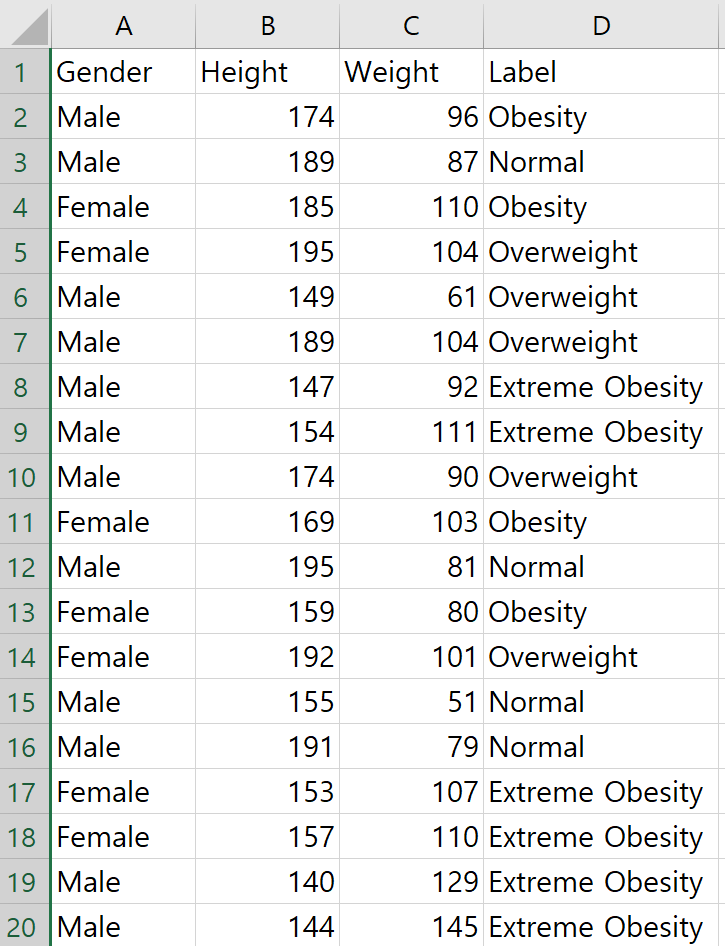 A B C D
1 Gender Height Weight Label
2 Male 174 96 Obesity
3 Male 189 87 Normal
4 Female 185 110 Obesity
5 Female 195 104 Overweight
6 Male 149 61 Overweight
7 Male 189 104 Overweight
8 Male 147 92 Extreme Obesity
9 Male 154 111 Extreme Obesity
10 Male 174 90 Overweight
11 Female 169 103 Obesity
12 Male 195 81 Normal
13 Female 159 80 Obesity
14 Female 192 101 Overweight
15 Male 155 51 Normal
16 Male 191 79 Normal
17 Female 153 107 Extreme Obesity
18 Female 157 110 Extreme Obesity
19 Male 140 129 Extreme Obesity
20 Male 144 145 Extreme Obesity